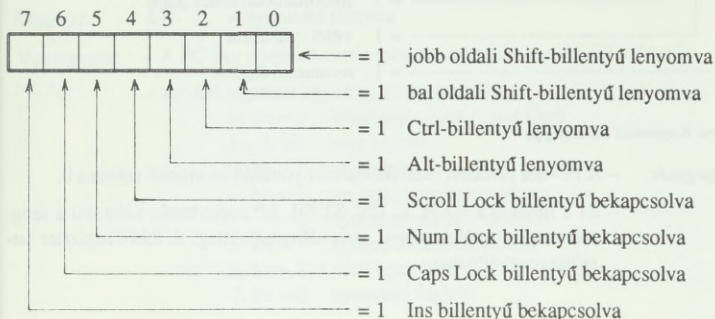 7 6 5 4 3 2 1 0
= 1 jobb oldali Shift-billentyű lenyomva
= 1 bal oldali Shift-billentyű lenyomva
= 1 Ctrl-billentyű lenyomva
= 1 Alt-billentyű lenyomva
= 1 Scroll Lock billentyű bekapcsolva
= 1 Num Lock billentyű bekapcsolva
= 1 Caps Lock billentyű bekapcsolva
= 1 Ins billentyű bekapcsolva